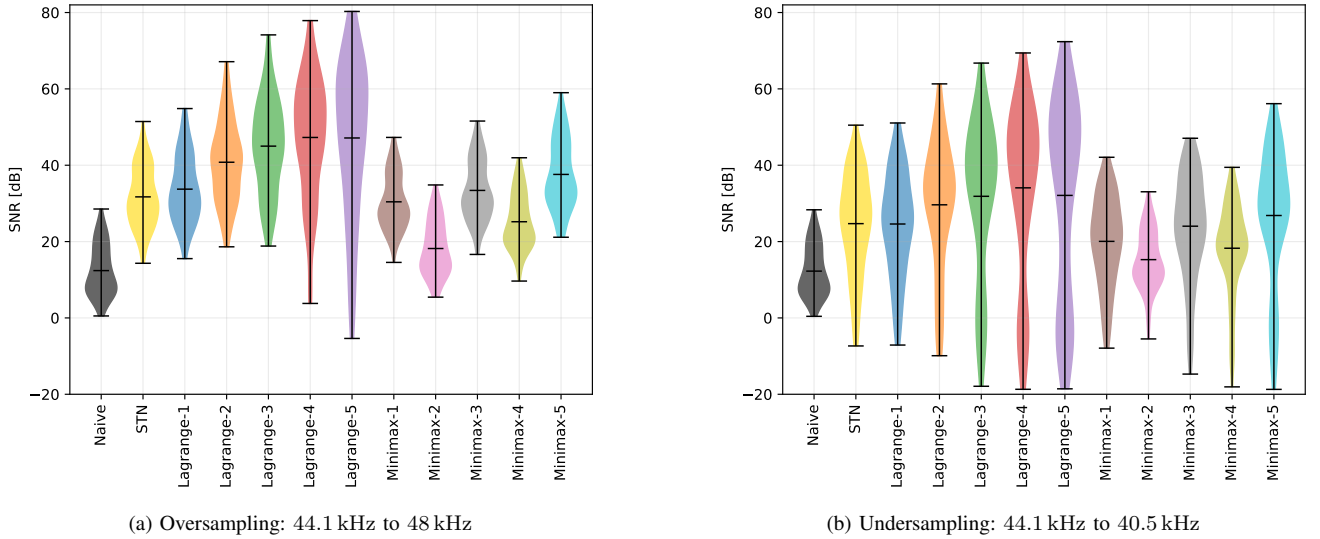 80
60
40
20
0
−20
SNR [dB]
Naive
STN
Lagrange-1
Lagrange-2
Lagrange-3
Lagrange-4
Lagrange-5
Minimax-1
Minimax-2
Minimax-3
Minimax-4
Minimax-5
(a) Oversampling: 44.1 kHz to 48 kHz
80
60
40
20
0
−20
SNR [dB]
Naive
STN
Lagrange-1
Lagrange-2
Lagrange-3
Lagrange-4
Lagrange-5
Minimax-1
Minimax-2
Minimax-3
Minimax-4
Minimax-5
(b) Undersampling: 44.1 kHz to 40.5 kHz